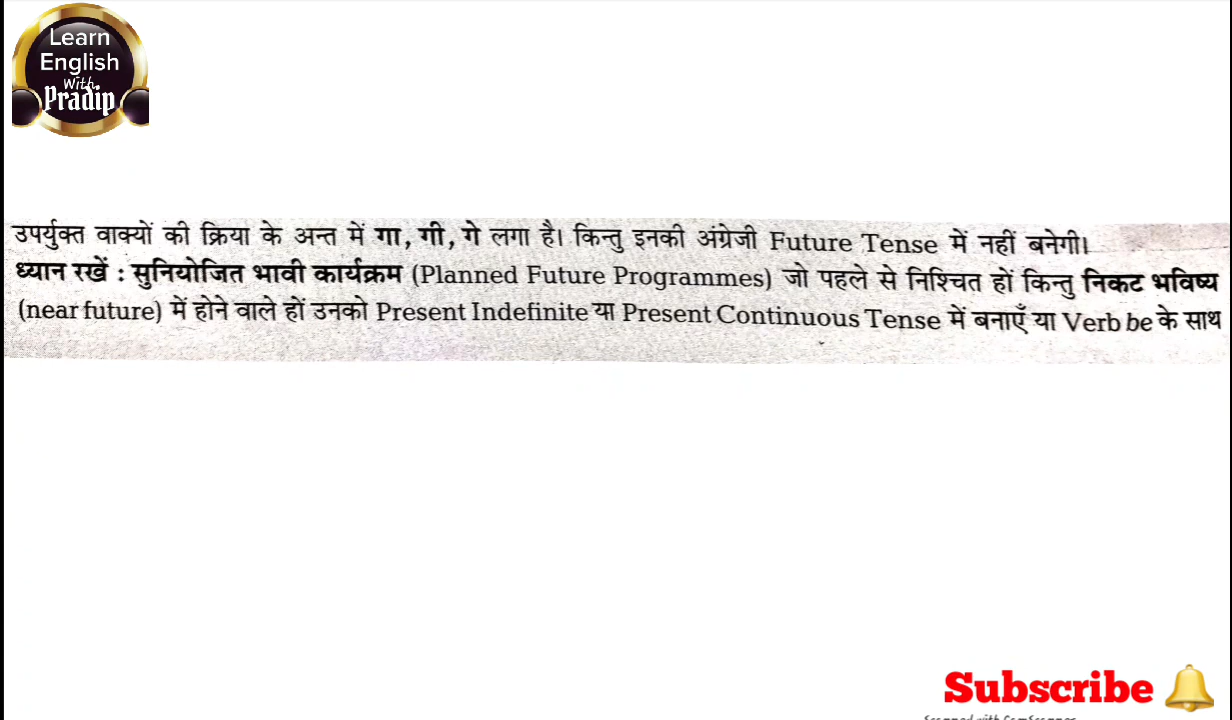 Learn
English
With
Pradip
उपर्युक्त वाक्यों की क्रिया के अन्त में गा, गी, गे लगा है। किन्तु इनकी अंग्रेजी Future Tense में नहीं बनेगी।
ध्यान रखें : सुनियोजित भावी कार्यक्रम (Planned Future Programmes) जो पहले से निश्चित हों किन्तु निकट भविष्य
(near future) में होने वाले हों उनको Present Indefinite या Present Continuous Tense में बनाएँ या Verb be के साथ
Subscribe